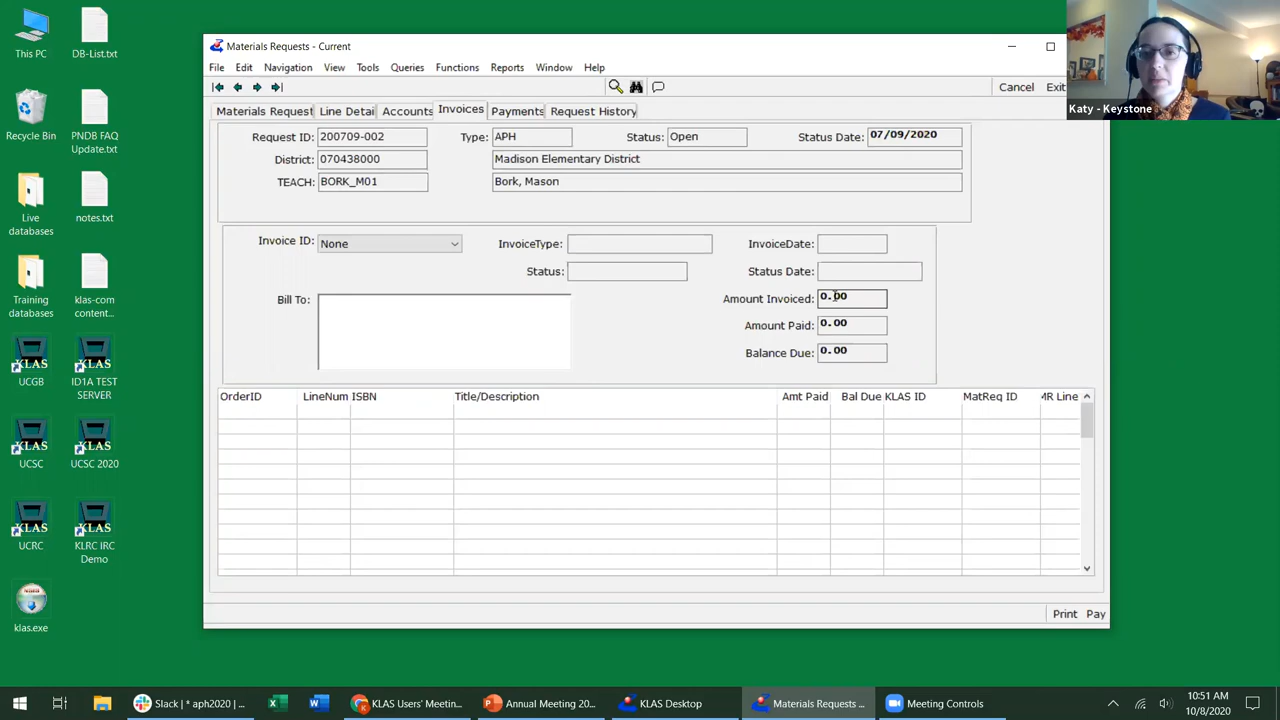 This PC
DB-List.txt
Recycle Bin
PNDB FAQ
Update.txt
Live
databases
notes.txt
Training
databases
klas-com
content...
UCGB
ID1A TEST
SERVER
UCSC
UCSC 2020
UCRC
KLRC IRC
Demo
klas.exe
Materials Requests - Current
File Edit Navigation View Tools Queries Functions Reports Window Help
Cancel Exit
Katy - Keystone
Materials Request Line Detai Accounts Invoices Payments Request History
Request ID: 200709-002 Type: APH Status: Open Status Date: 07/09/2020
District: 070438000 Madison Elementary District
TEACH: BORK_M01 Bork, Mason
Invoice ID: None InvoiceType: InvoiceDate:
Status: Status Date:
Bill To: Amount Invoiced: 0.00
Amount Paid: 0.00
Balance Due: 0.00
OrderID LineNum ISBN Title/Description Amt Paid Bal Due KLAS ID MatReq ID MR Line
Print Pay
Slack | * aph2020 | ... KLAS Users' Meetin... Annual Meeting 20... KLAS Desktop Materials Requests ... Meeting Controls
10:51 AM
10/8/2020